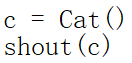 c = Cat()
shout(c)